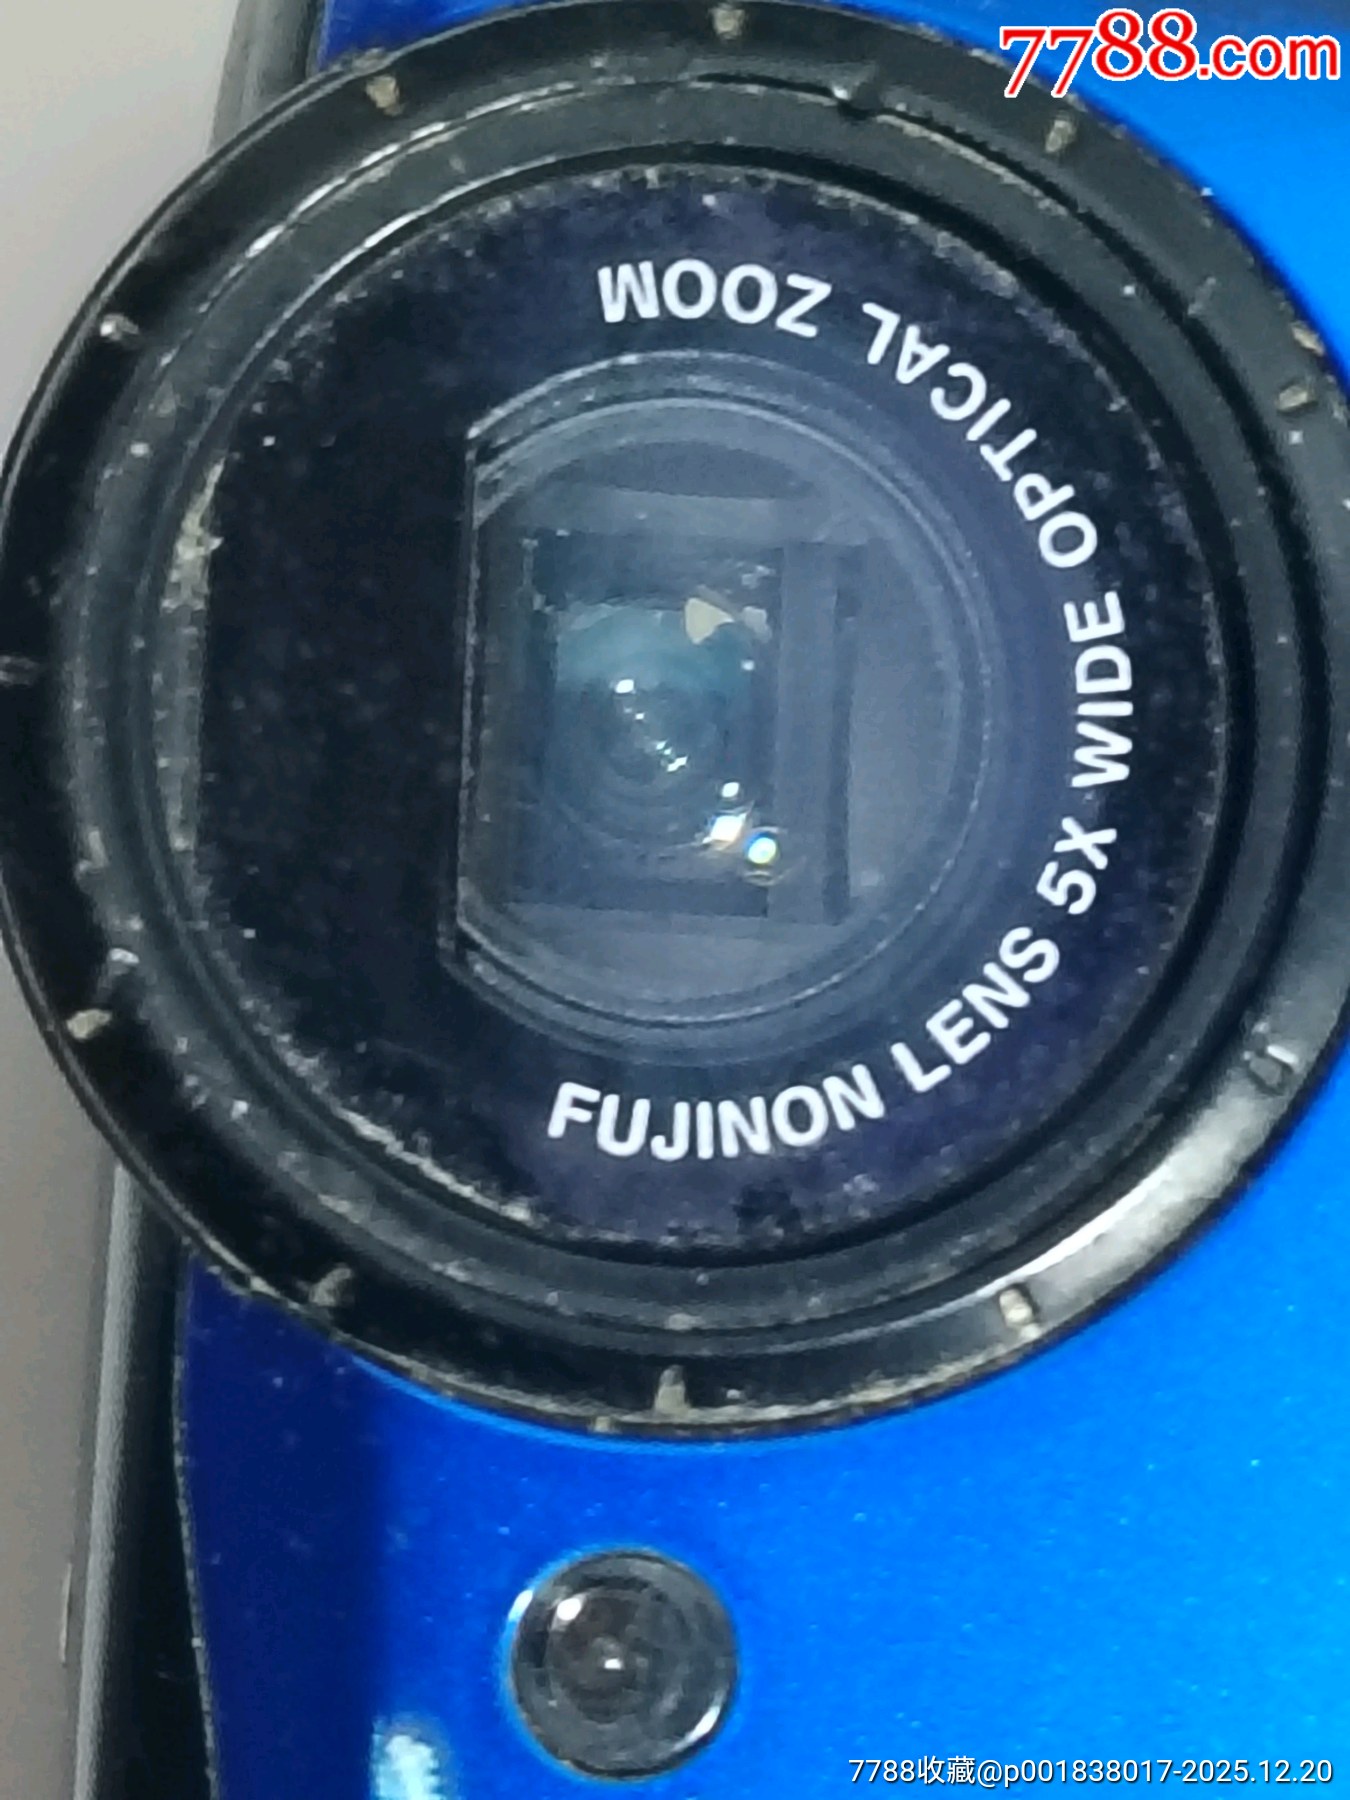 7788.com
FUJINON LENS 5X WIDE OPTICAL ZOOM
7788收藏@p001838017-2025.12.20